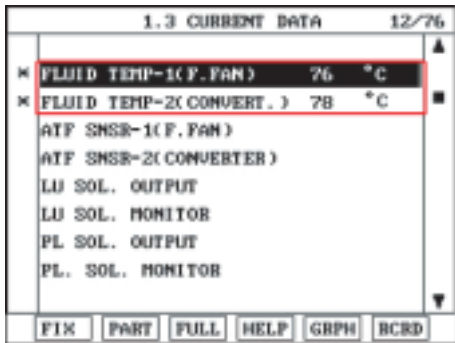 1.3 CURRENT DATA 12/76
× FLUID TEMP-1(F.FAN) 76 °C
× FLUID TEMP-2(CONVERT.) 78 °C
ATF SNSR-1(F.FAN)
ATF SNSR-2(CONVERTER)
LU SOL. OUTPUT
LU SOL. MONITOR
PL SOL. OUTPUT
PL. SOL. MONITOR
FIX PART FULL HELP GRPH RCRD